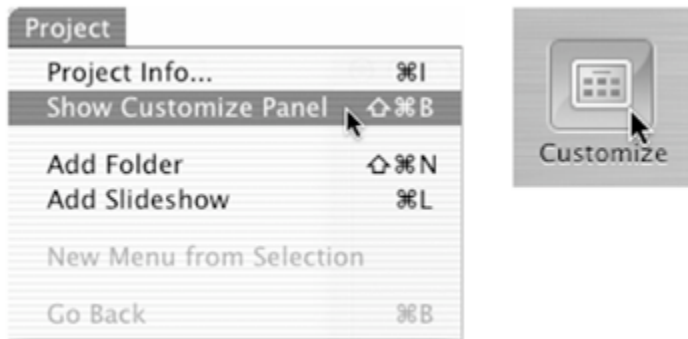 Project
Project Info... ⌘I
Show Customize Panel ⇧⌘B
Add Folder ⇧⌘N
Add Slideshow ⌘L
New Menu from Selection
Go Back ⌘B
Customize